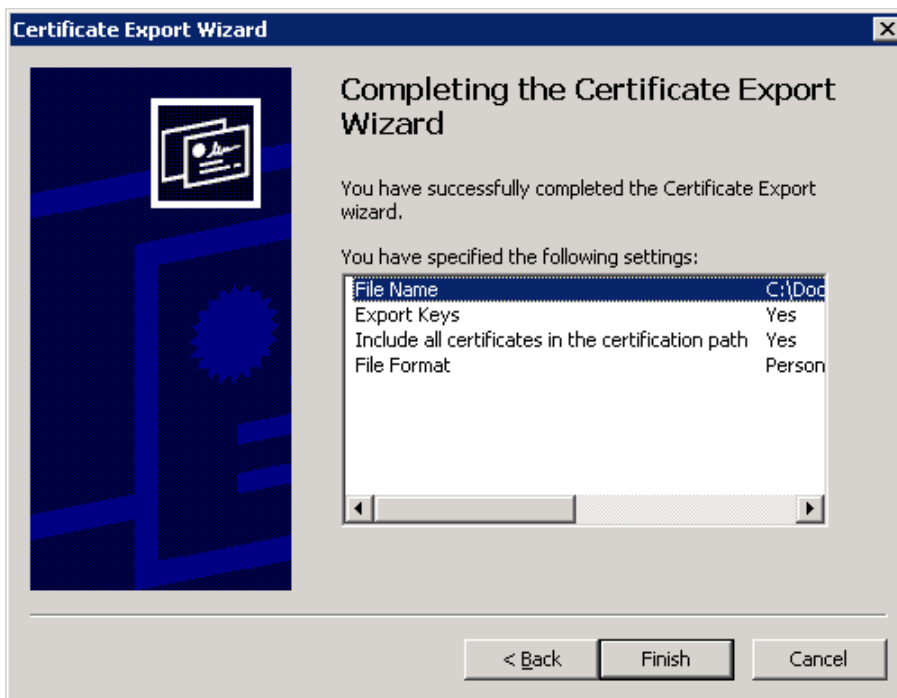 Certificate Export Wizard
Completing the Certificate Export
Wizard
You have successfully completed the Certificate Export
wizard.
You have specified the following settings:
File Name C:\Doc
Export Keys Yes
Include all certificates in the certification path Yes
File Format Person
< Back Finish Cancel